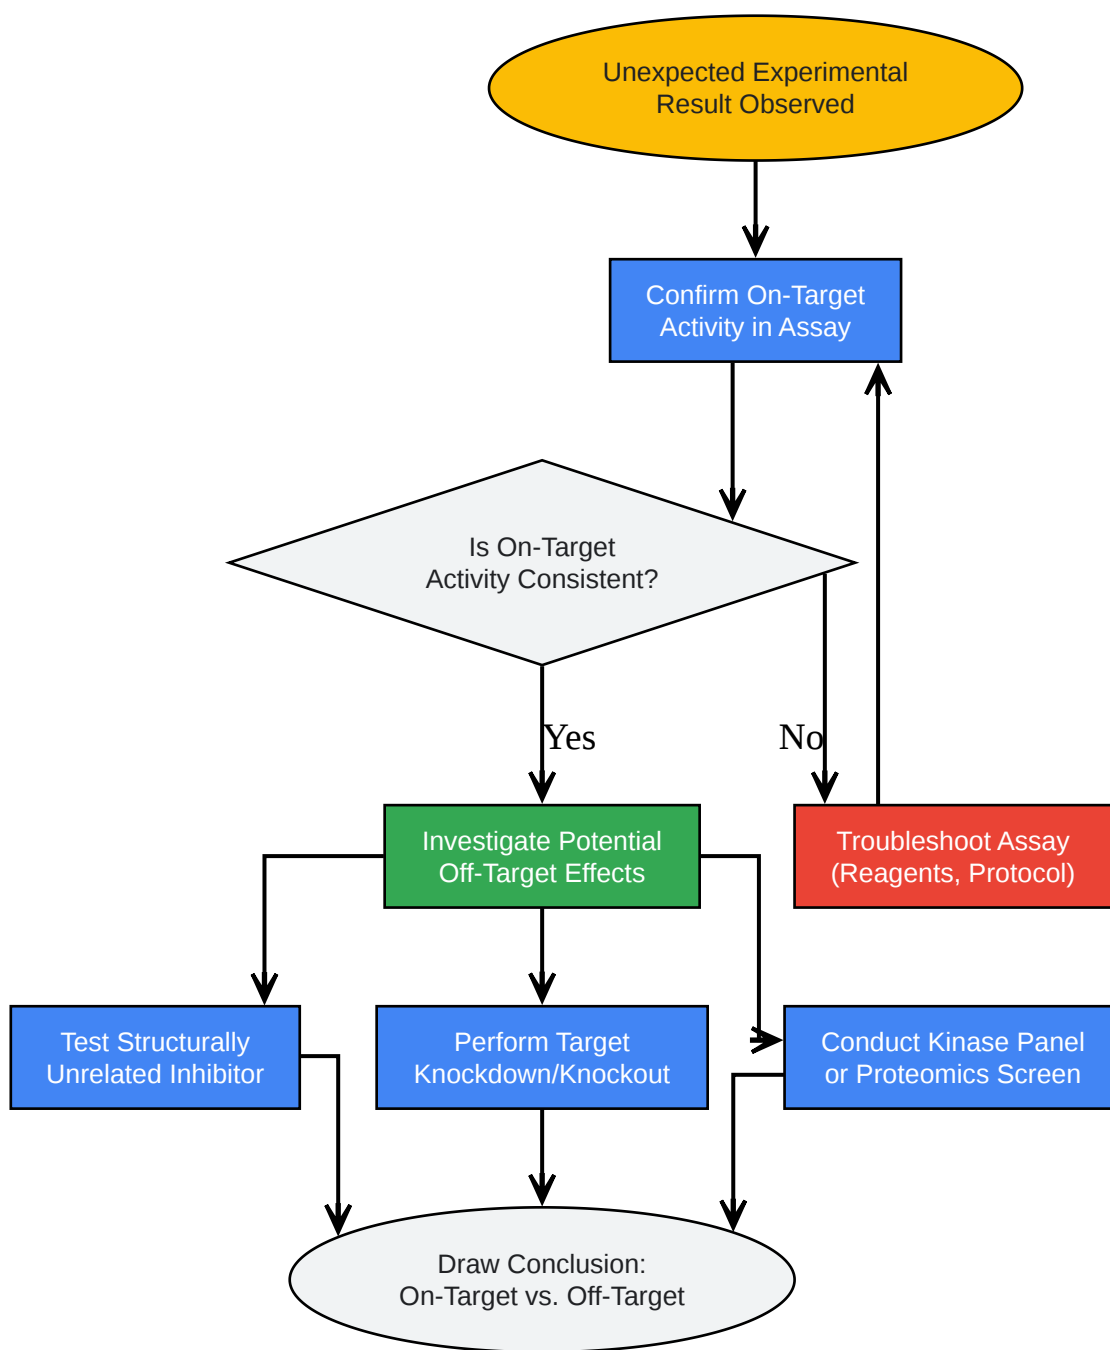 Unexpected Experimental
Result Observed
Confirm On-Target
Activity in Assay
Is On-Target
Activity Consistent?
Yes
No
Investigate Potential
Off-Target Effects
Troubleshoot Assay
(Reagents, Protocol)
Test Structurally
Unrelated Inhibitor
Perform Target
Knockdown/Knockout
Conduct Kinase Panel
or Proteomics Screen
Draw Conclusion:
On-Target vs. Off-Target